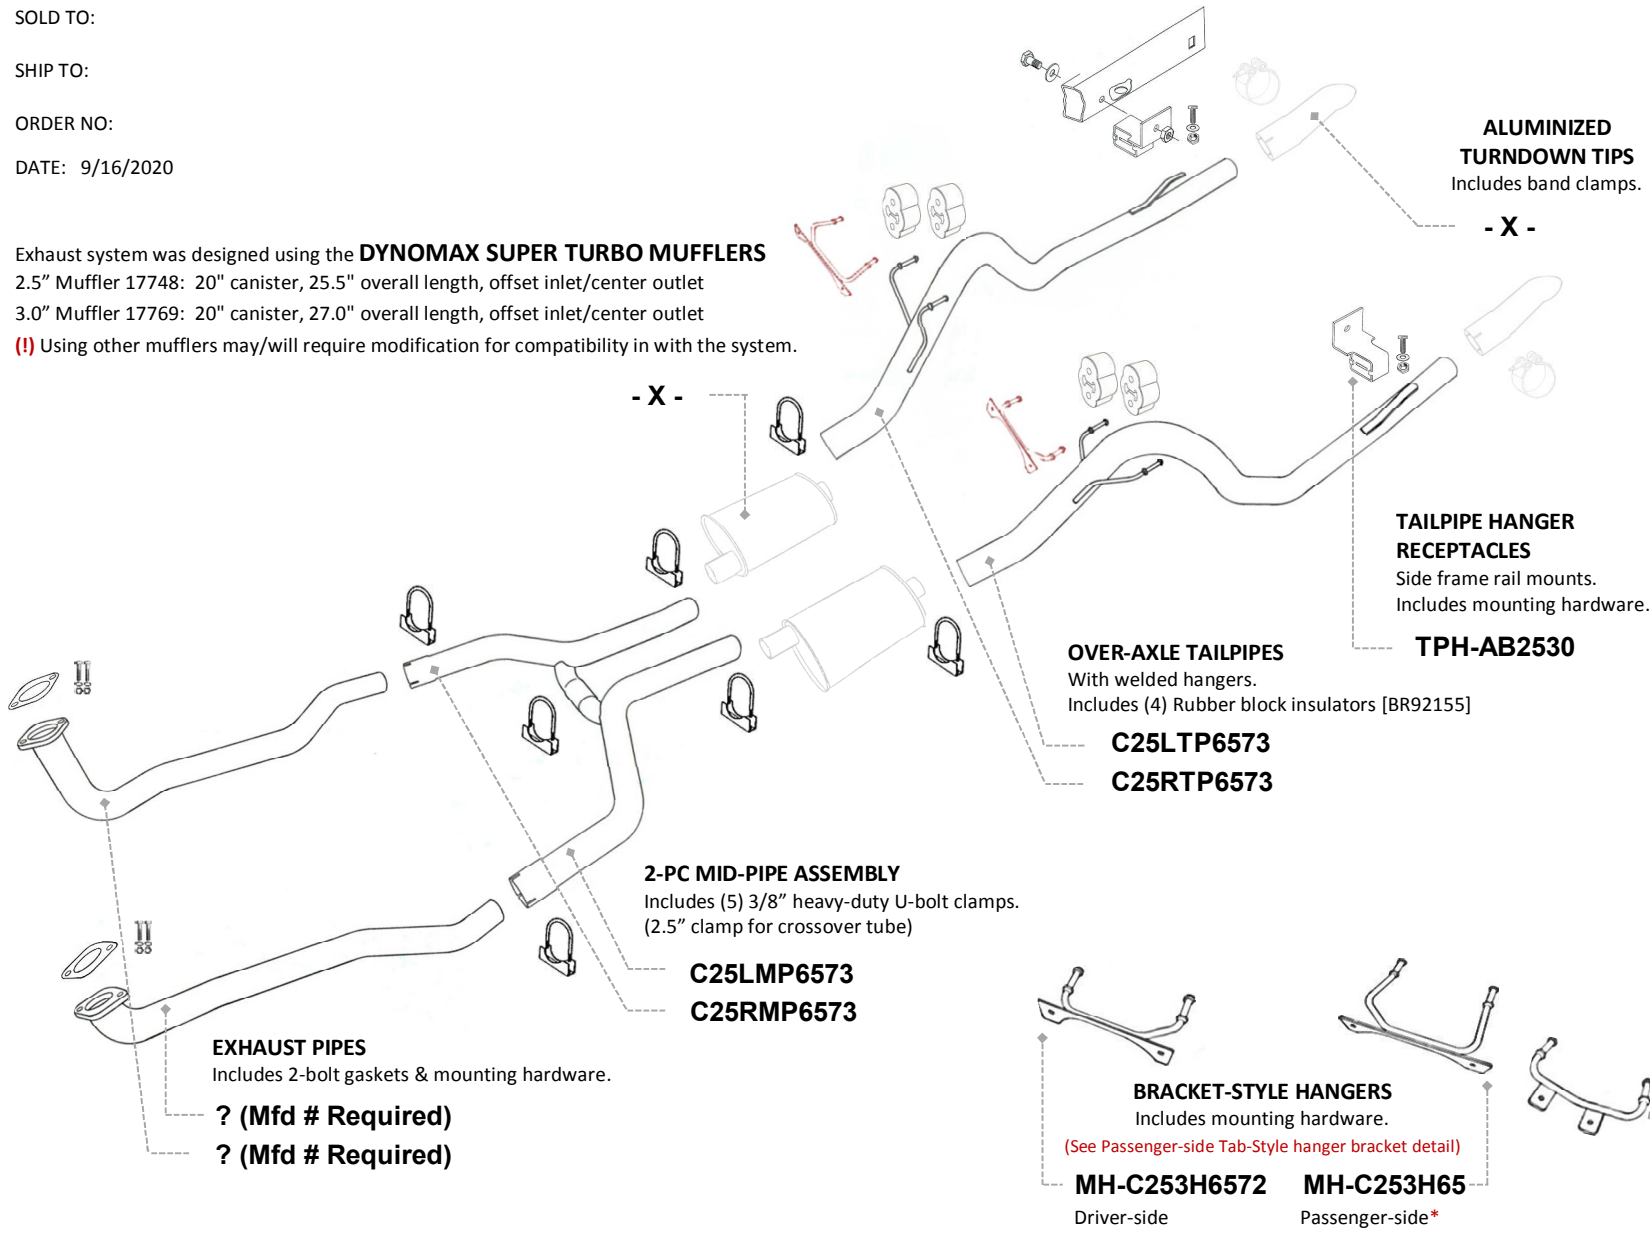 SOLD TO:
SHIP TO:
ORDER NO:
DATE: 9/16/2020
Exhaust system was designed using the DYNOMAX SUPER TURBO MUFFLERS
2.5” Muffler 17748: 20" canister, 25.5" overall length, offset inlet/center outlet
3.0” Muffler 17769: 20" canister, 27.0" overall length, offset inlet/center outlet
(!) Using other mufflers may/will require modification for compatibility in with the system.
- X -
ALUMINIZED
TURNDOWN TIPS
Includes band clamps.
- X -
TAILPIPE HANGER
RECEPTACLES
Side frame rail mounts.
Includes mounting hardware.
TPH-AB2530
OVER-AXLE TAILPIPES
With welded hangers.
Includes (4) Rubber block insulators [BR92155]
C25LTP6573
C25RTP6573
2-PC MID-PIPE ASSEMBLY
Includes (5) 3/8” heavy-duty U-bolt clamps.
(2.5” clamp for crossover tube)
C25LMP6573
C25RMP6573
EXHAUST PIPES
Includes 2-bolt gaskets & mounting hardware.
? (Mfd # Required)
? (Mfd # Required)
BRACKET-STYLE HANGERS
Includes mounting hardware.
(See Passenger-side Tab-Style hanger bracket detail)
MH-C253H6572 MH-C253H65
Driver-side Passenger-side*